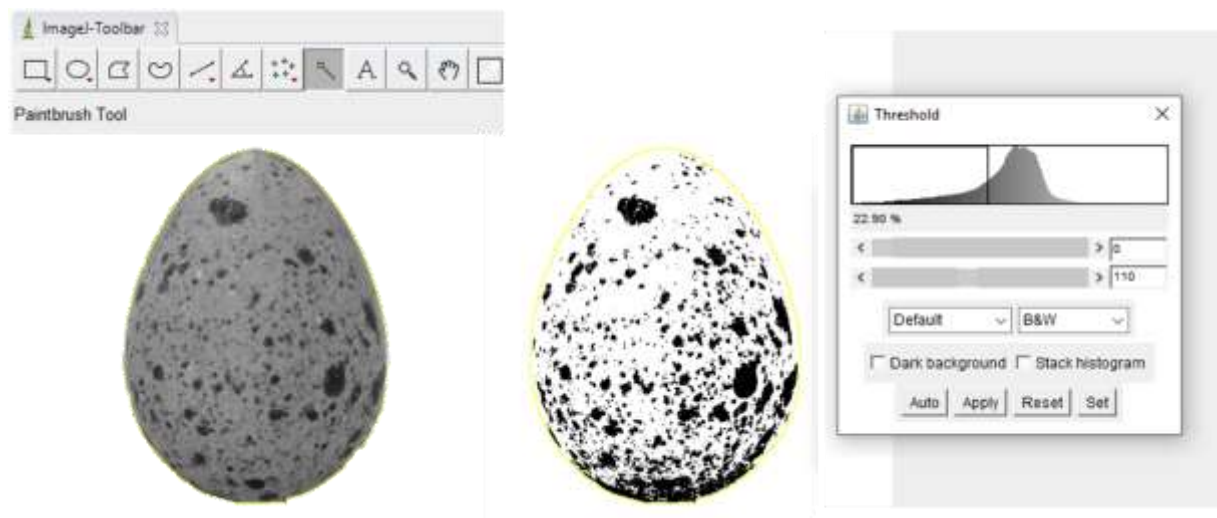 ImageJ-Toolbar
A
Paintbrush Tool
Threshold
22.90 %
0
110
Default
B&W
Dark background
Stack histogram
Auto
Apply
Reset
Set